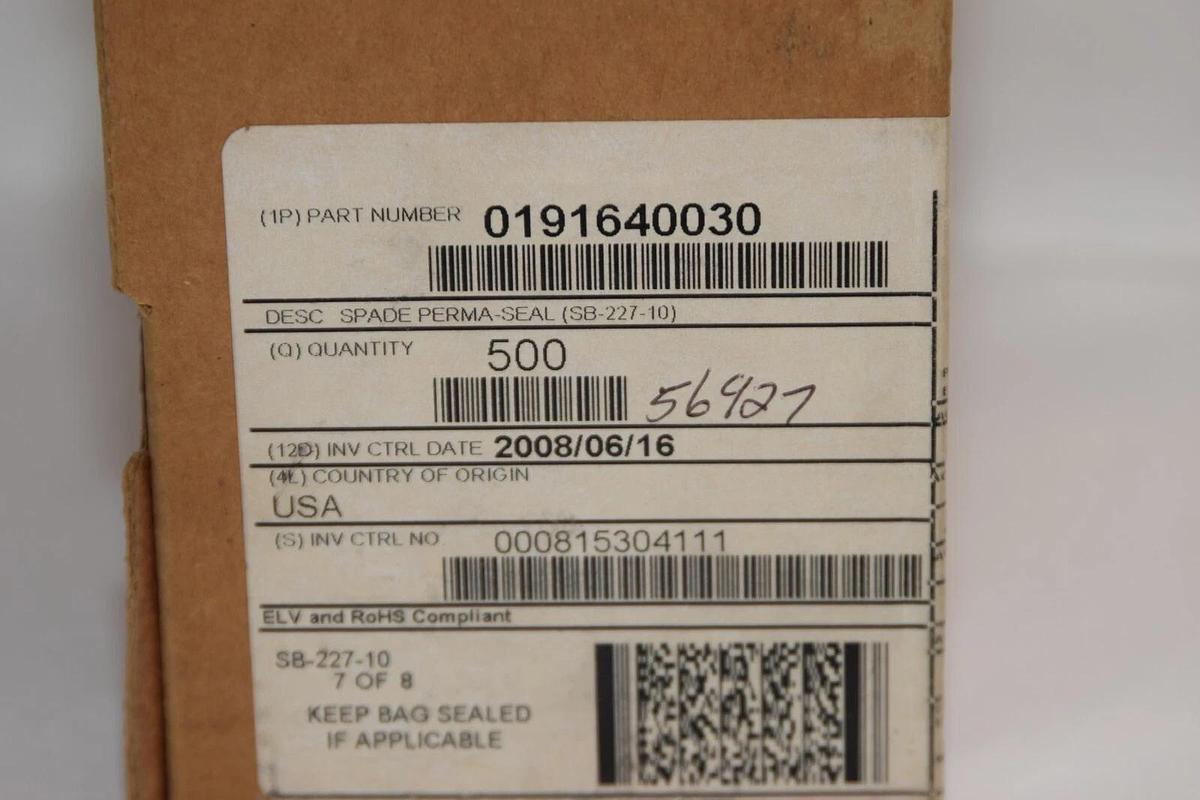 (1P) PART NUMBER 0191640030
DESC SPADE PERMA-SEAL (SB-227-10)
(Q) QUANTITY 500
56427
(12D) INV CTRL DATE 2008/06/16
(4L) COUNTRY OF ORIGIN
USA
(S) INV CTRL NO 000815304111
ELV and RoHS Compliant
SB-227-10
7 OF 8
KEEP BAG SEALED
IF APPLICABLE